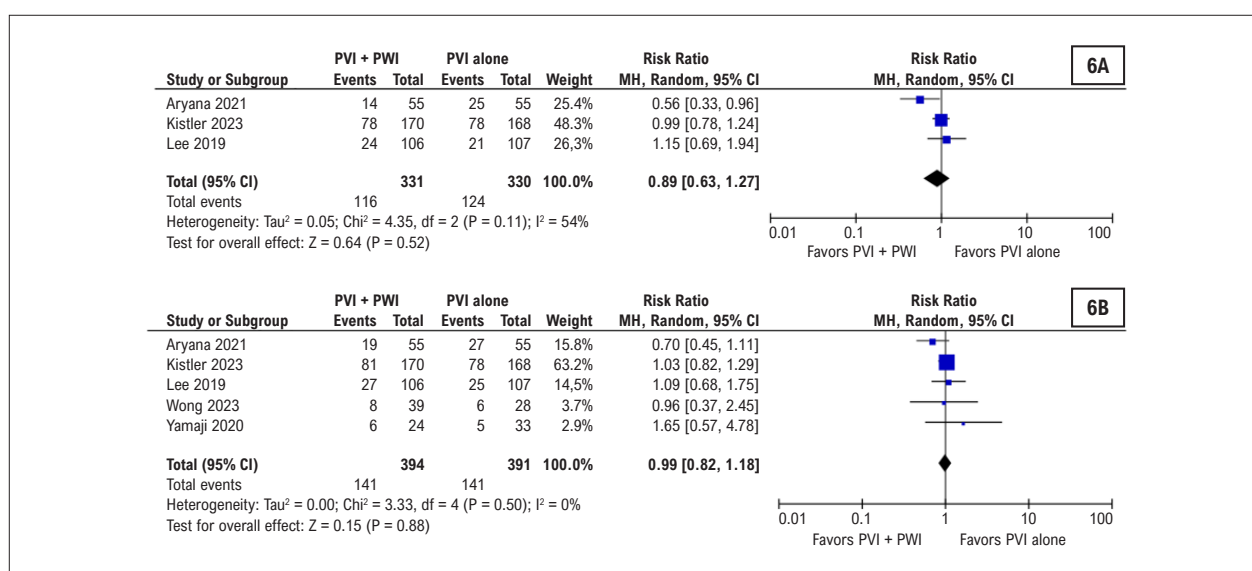 PVI + PWI PVI alone Risk Ratio Risk Ratio 6A
Study or Subgroup Events Total Events Total Weight MH, Random, 95% CI MH, Random, 95% CI
Aryana 2021 14 55 25 55 25.4% 0.56 [0.33, 0.96]
Kistler 2023 78 170 78 168 48.3% 0.99 [0.78, 1.24]
Lee 2019 24 106 21 107 26,3% 1.15 [0.69, 1.94]
Total (95% CI) 331 330 100.0% 0.89 [0.63, 1.27]
Total events 116 124
Heterogeneity: Tau² = 0.05; Chi² = 4.35, df = 2 (P = 0.11); I² = 54%
Test for overall effect: Z = 0.64 (P = 0.52)
0.01 0.1 1 10 100
Favors PVI + PWI Favors PVI alone
PVI + PWI PVI alone Risk Ratio Risk Ratio 6B
Study or Subgroup Events Total Events Total Weight MH, Random, 95% CI MH, Random, 95% CI
Aryana 2021 19 55 27 55 15.8% 0.70 [0.45, 1.11]
Kistler 2023 81 170 78 168 63.2% 1.03 [0.82, 1.29]
Lee 2019 27 106 25 107 14,5% 1.09 [0.68, 1.75]
Wong 2023 8 39 6 28 3.7% 0.96 [0.37, 2.45]
Yamaji 2020 6 24 5 33 2.9% 1.65 [0.57, 4.78]
Total (95% CI) 394 391 100.0% 0.99 [0.82, 1.18]
Total events 141 141
Heterogeneity: Tau² = 0.00; Chi² = 3.33, df = 4 (P = 0.50); I² = 0%
Test for overall effect: Z = 0.15 (P = 0.88)
0.01 0.1 1 10 100
Favors PVI + PWI Favors PVI alone